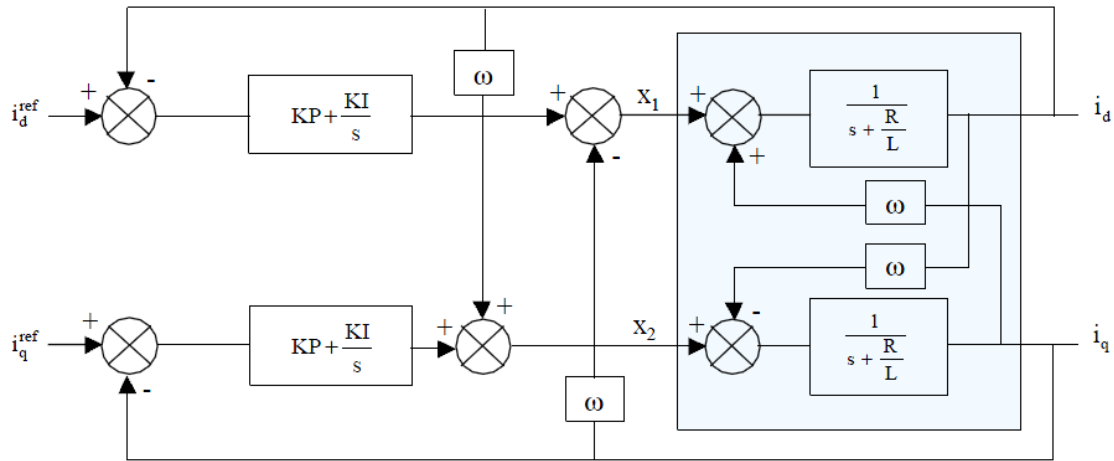 ω
i_d^ref
+
-
KP + KI/s
+
-
x₁
+
+
1/(s + R/L)
i_d
ω
ω
i_q^ref
+
-
KP + KI/s
+
+
x₂
+
-
1/(s + R/L)
i_q
ω